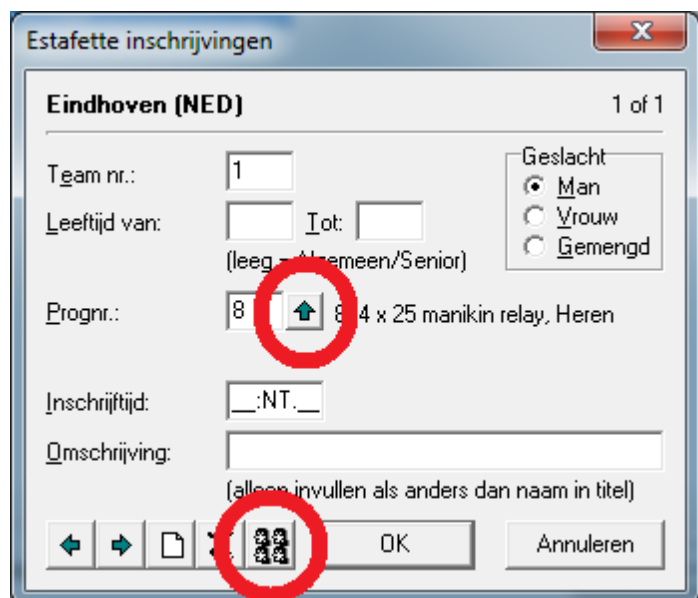 Estafette inschrijvingen
Eindhoven (NED) 1 of 1
Team nr.: 1
Geslacht
Man
Vrouw
Gemengd
Leeftijd van: Tot:
(leeg = Algemeen/Senior)
Prognr.: 8 8, 4 x 25 manikin relay, Heren
Inschrijftijd: __:NT.__
Omschrijving:
(alleen invullen als anders dan naam in titel)
OK Annuleren